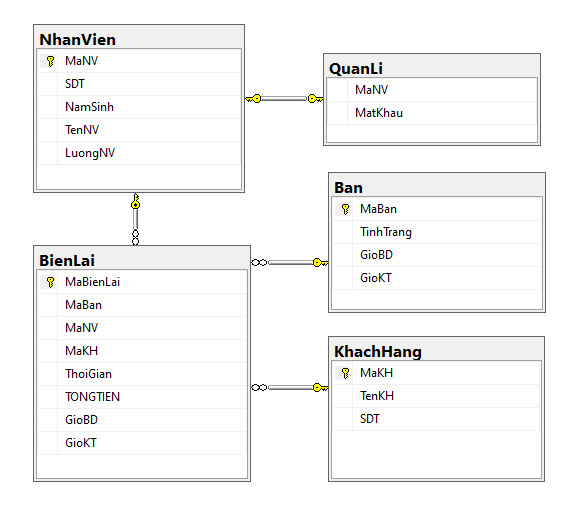 NhanVien
MaNV
SDT
NamSinh
TenNV
LuongNV
QuanLi
MaNV
MatKhau
Ban
MaBan
TinhTrang
GioBD
GioKT
BienLai
MaBienLai
MaBan
MaNV
MaKH
ThoiGian
TONGTIEN
GioBD
GioKT
KhachHang
MaKH
TenKH
SDT